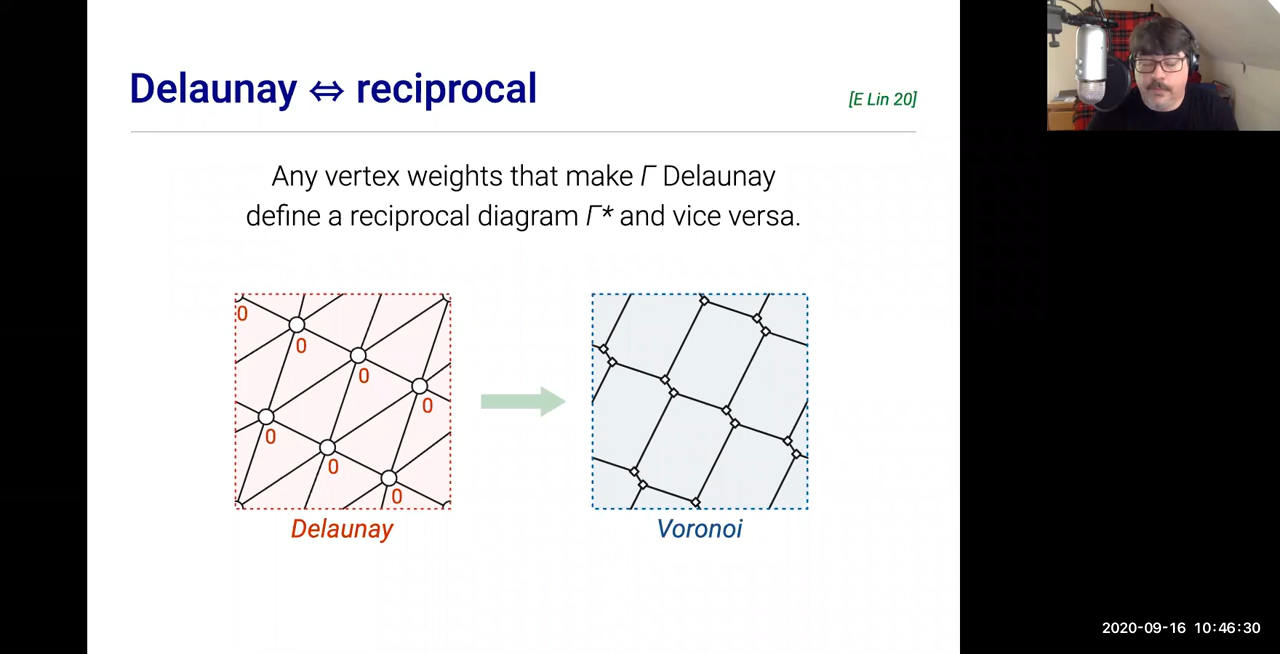 Delaunay ⇔ reciprocal
[E Lin 20]
Any vertex weights that make Γ Delaunay
define a reciprocal diagram Γ* and vice versa.
0
0
0
0
0
0
0
Delaunay
Voronoi
2020-09-16 10:46:30